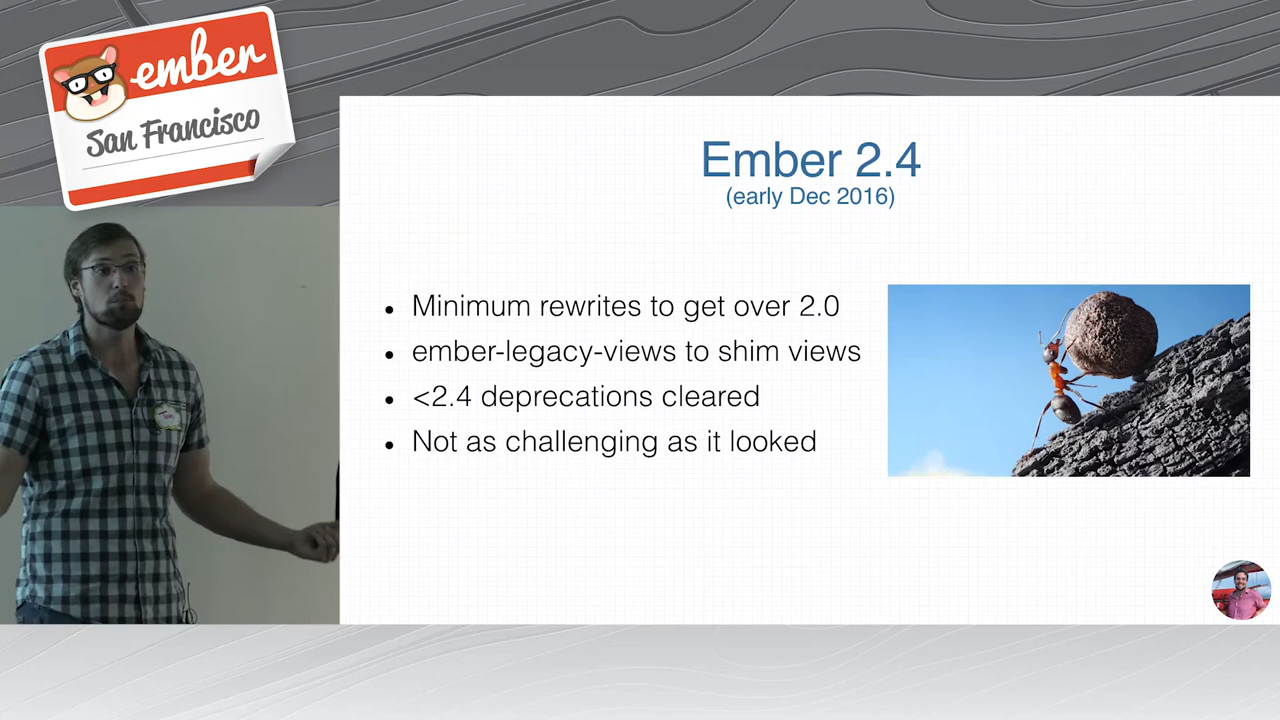 ember
San Francisco
Ember 2.4
(early Dec 2016)
• Minimum rewrites to get over 2.0
• ember-legacy-views to shim views
• <2.4 deprecations cleared
• Not as challenging as it looked